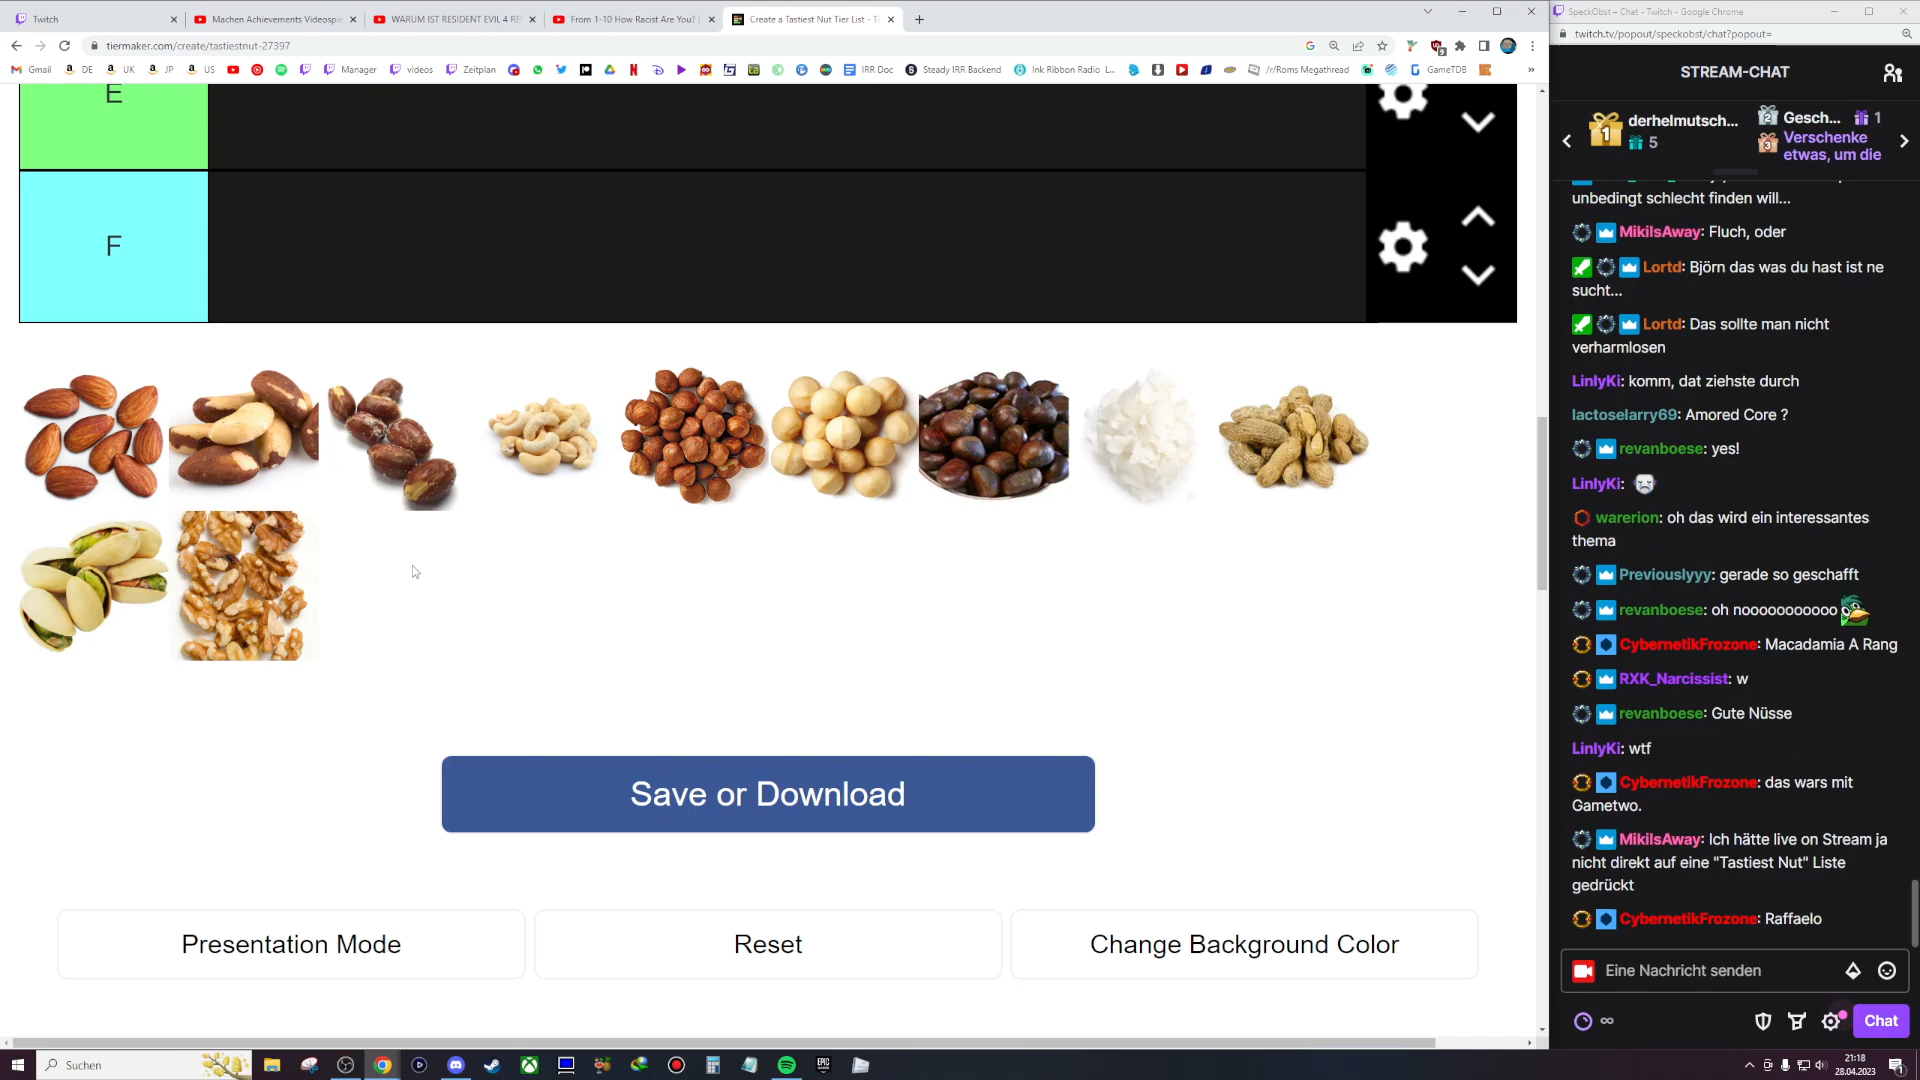 Twitch
Machen Achievements Videospie
WARUM IST RESIDENT EVIL 4 RE
From 1-10 How Racist Are You? |
Create a Tastiest Nut Tier List - Ti
SpeckObst – Chat - Twitch - Google Chrome
tiermaker.com/create/tastiestnut-27397
twitch.tv/popout/speckobst/chat?popout=
Gmail
DE
UK
JP
US
Manager
videos
Zeitplan
IRR Doc
Steady IRR Backend
Ink Ribbon Radio L...
/r/Roms Megathread
GameTDB
STREAM-CHAT
E
F
1 derhelmutsch...
5
2 Gesch... 1
3 Verschenke
etwas, um die
unbedingt schlecht finden will...
MikiIsAway: Fluch, oder
Lortd: Björn das was du hast ist ne
sucht...
Lortd: Das sollte man nicht
verharmlosen
LinlyKi: komm, dat ziehste durch
lactoselarry69: Amored Core ?
revanboese: yes!
LinlyKi:
warerion: oh das wird ein interessantes
thema
Previouslyyy: gerade so geschafft
revanboese: oh nooooooooooo
CybernetikFrozone: Macadamia A Rang
RXK_Narcissist: w
revanboese: Gute Nüsse
LinlyKi: wtf
CybernetikFrozone: das wars mit
Gametwo.
MikiIsAway: Ich hätte live on Stream ja
nicht direkt auf eine "Tastiest Nut" Liste
gedrückt
CybernetikFrozone: Raffaelo
Save or Download
Presentation Mode
Reset
Change Background Color
Eine Nachricht senden
Chat
Suchen
21:18
28.04.2023